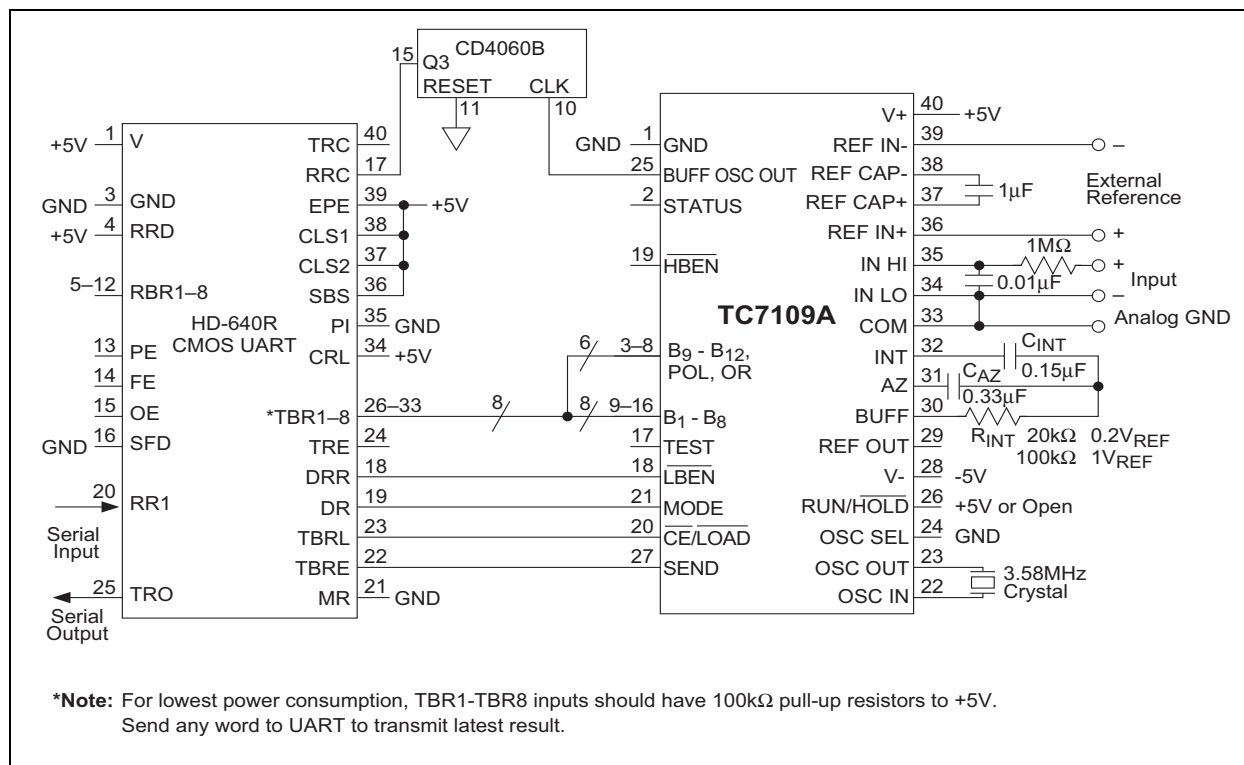 CD4060B
15
Q3
RESET
CLK
11
10
+5V
1
V
GND
3
GND
+5V
4
RRD
5–12
RBR1–8
HD-640R
CMOS UART
13
PE
14
FE
15
OE
GND
16
SFD
20
RR1
Serial
Input
25
TRO
Serial
Output
TRC
40
RRC
17
EPE
39
+5V
CLS1
38
CLS2
37
SBS
36
PI
35
GND
CRL
34
+5V
*TBR1–8
26–33
8
6
8
TRE
24
DRR
18
DR
19
TBRL
23
TBRE
22
MR
21
GND
GND
1
GND
25
BUFF OSC OUT
2
STATUS
19
HBEN
TC7109A
3–8
B9 - B12,
POL, OR
9–16
B1 - B8
17
TEST
18
LBEN
21
MODE
20
CE/LOAD
27
SEND
V+
40
+5V
REF IN-
39
–
REF CAP-
38
1μF
External
Reference
REF CAP+
37
REF IN+
36
+
IN HI
35
1MΩ
+
0.01μF
Input
IN LO
34
–
COM
33
Analog GND
INT
32
CINT
0.15μF
AZ
31
CAZ
0.33μF
BUFF
30
RINT
20kΩ
0.2VREF
100kΩ
1VREF
REF OUT
29
V-
28
-5V
RUN/HOLD
26
+5V or Open
OSC SEL
24
GND
OSC OUT
23
3.58MHz
Crystal
OSC IN
22
*Note: For lowest power consumption, TBR1-TBR8 inputs should have 100kΩ pull-up resistors to +5V.
Send any word to UART to transmit latest result.